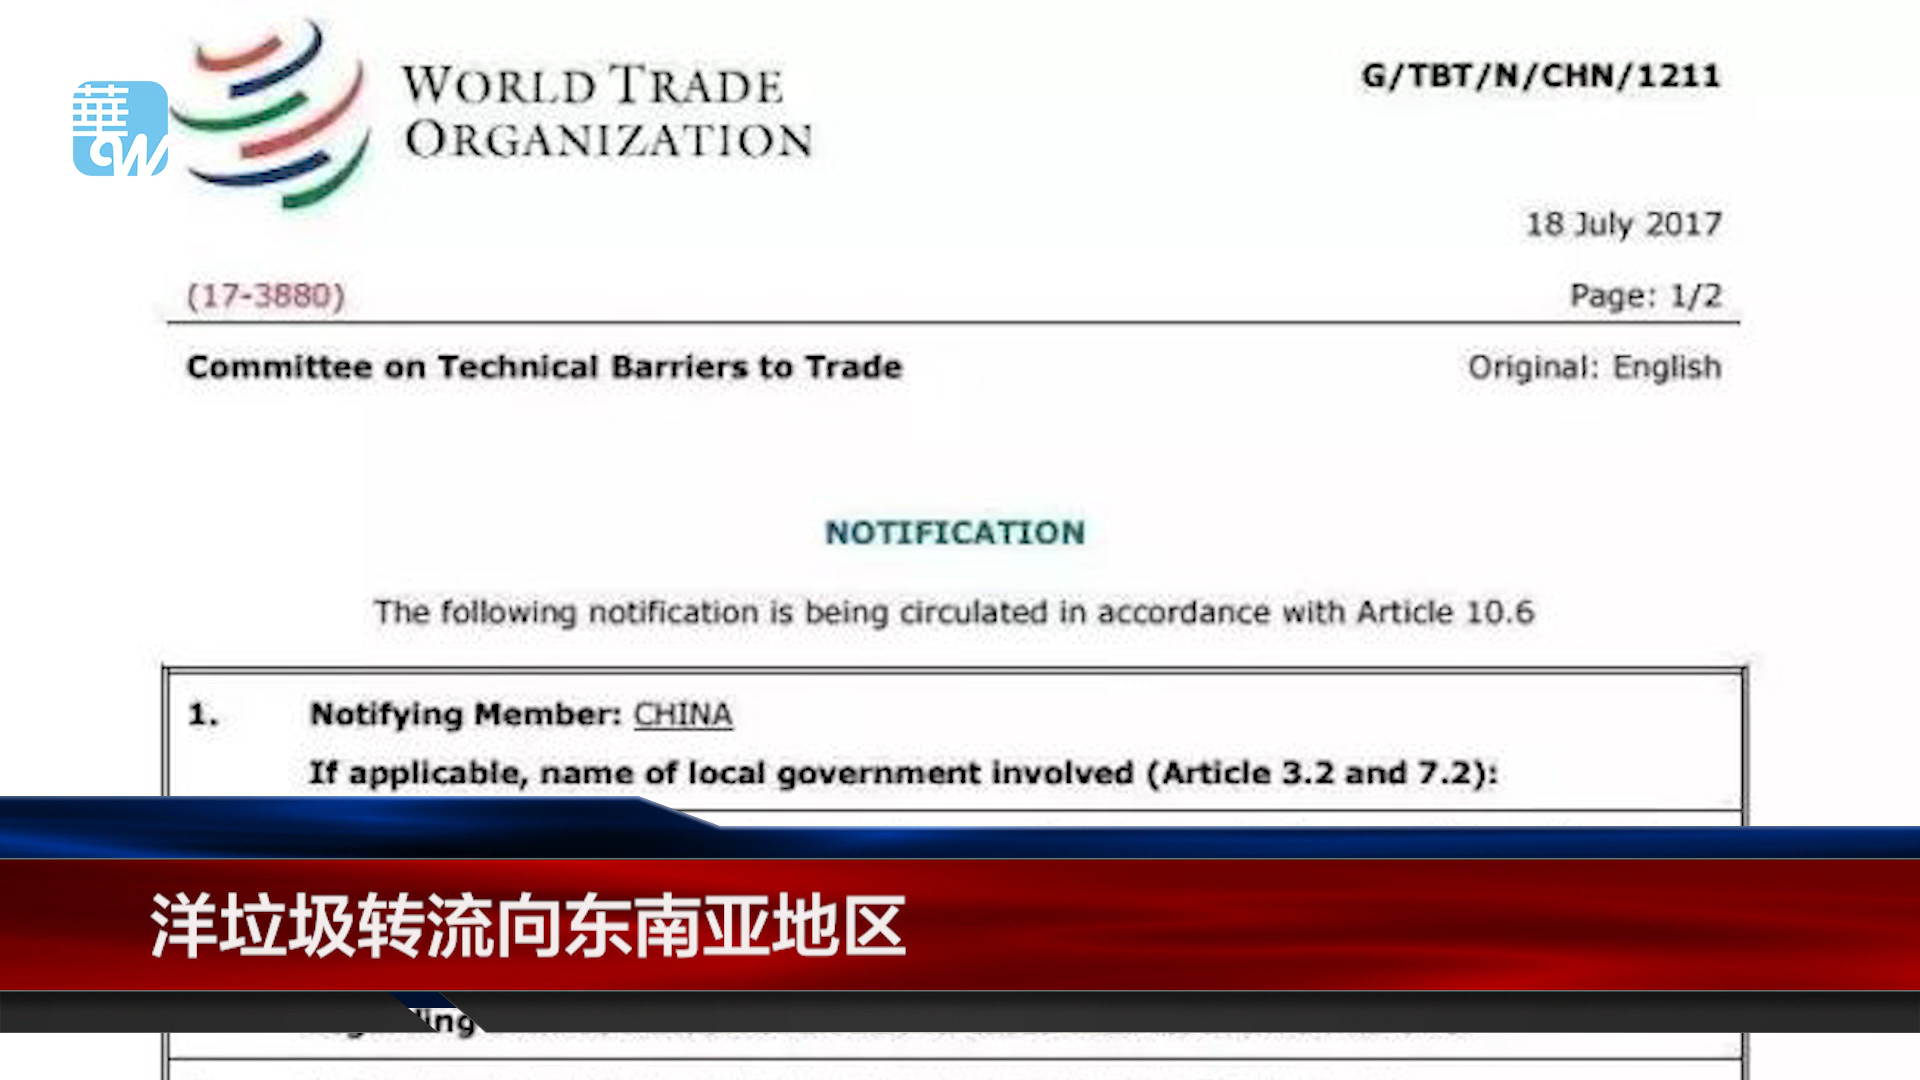 華
W
WORLD TRADE
ORGANIZATION
G/TBT/N/CHN/1211
18 July 2017
(17-3880)
Page: 1/2
Committee on Technical Barriers to Trade
Original: English
NOTIFICATION
The following notification is being circulated in accordance with Article 10.6
1. Notifying Member: CHINA
If applicable, name of local government involved (Article 3.2 and 7.2):
洋垃圾转流向东南亚地区